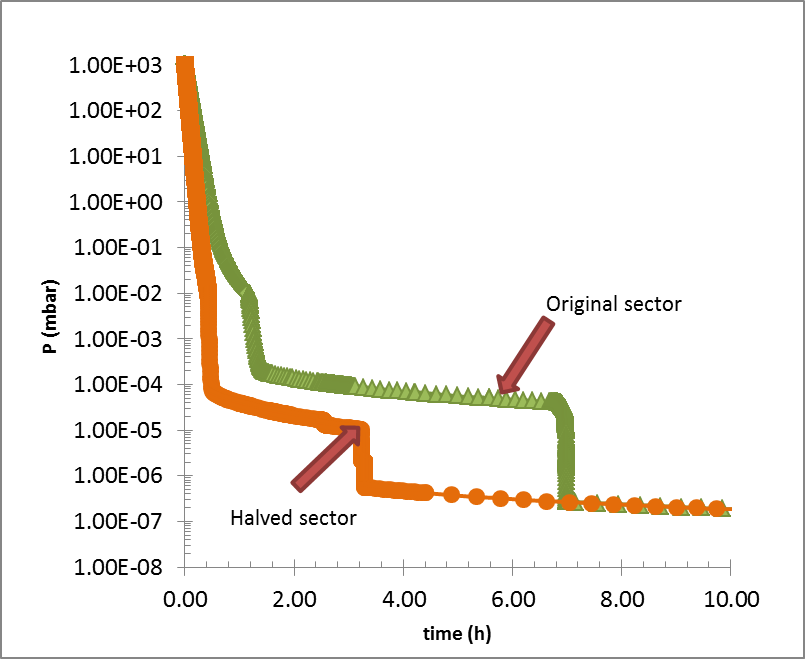 1.00E+03
1.00E+02
1.00E+01
1.00E+00
1.00E-01
1.00E-02
1.00E-03
1.00E-04
1.00E-05
1.00E-06
1.00E-07
1.00E-08
P (mbar)
Original sector
Halved sector
0.00 2.00 4.00 6.00 8.00 10.00
time (h)